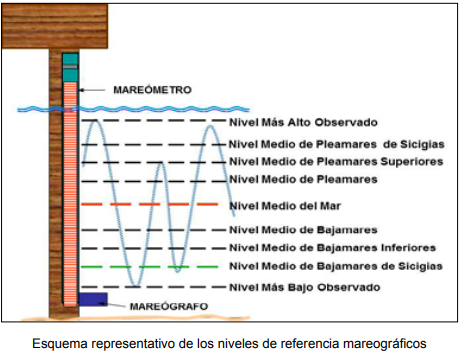 MAREÓMETRO
Nivel Más Alto Observado
Nivel Medio de Pleamares de Sicigias
Nivel Medio de Pleamares Superiores
Nivel Medio de Pleamares
Nivel Medio del Mar
Nivel Medio de Bajamares
Nivel Medio de Bajamares Inferiores
Nivel Medio de Bajamares de Sicigias
Nivel Más Bajo Observado
MAREÓGRAFO
Esquema representativo de los niveles de referencia mareográficos